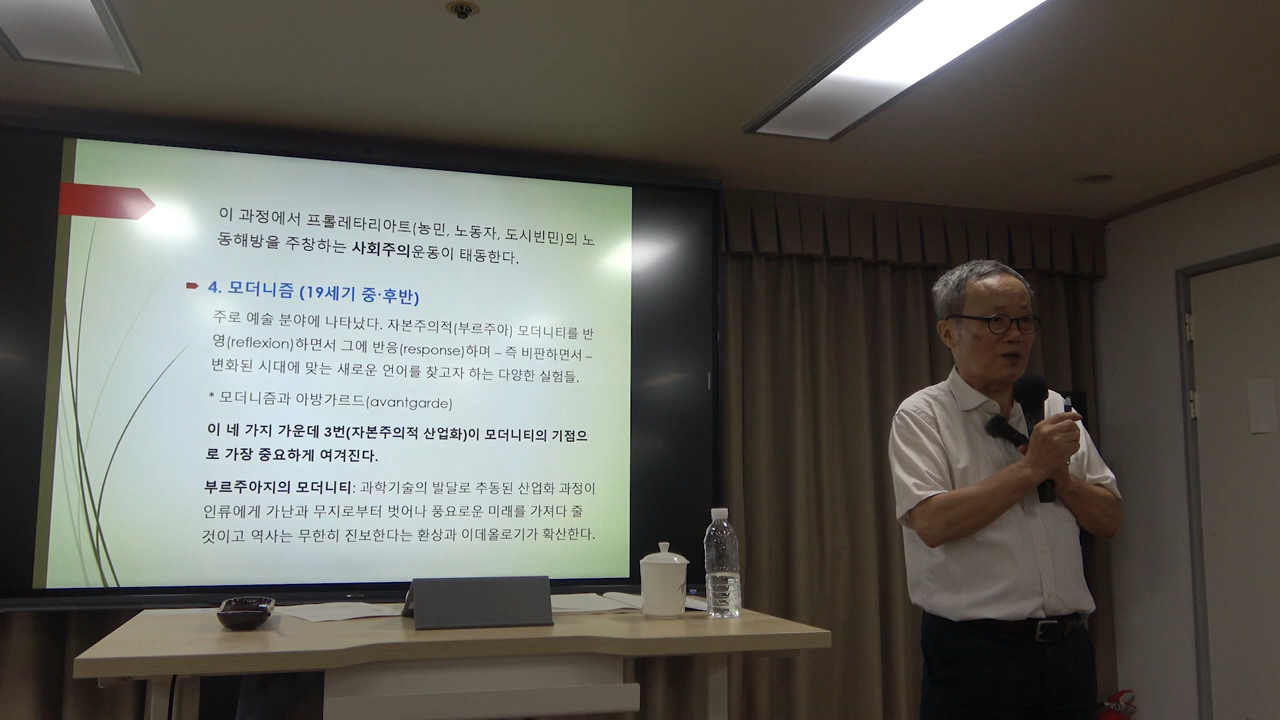 이 과정에서 프롤레타리아트(농민, 노동자, 도시빈민)의 노
동해방을 주창하는 사회주의운동이 태동한다.
4. 모더니즘 (19세기 중·후반)
주로 예술 분야에 나타났다. 자본주의적(부르주아) 모더니티를 반
영(reflexion)하면서 그에 반응(response)하며 – 즉 비판하면서 –
변화된 시대에 맞는 새로운 언어를 찾고자 하는 다양한 실험들.
* 모더니즘과 아방가르드(avantgarde)
이 네 가지 가운데 3번(자본주의적 산업화)이 모더니티의 기점으
로 가장 중요하게 여겨진다.
부르주아지의 모더니티: 과학기술의 발달로 추동된 산업화 과정이
인류에게 가난과 무지로부터 벗어나 풍요로운 미래를 가져다 줄
것이고 역사는 무한히 진보한다는 환상과 이데올로기가 확산한다.